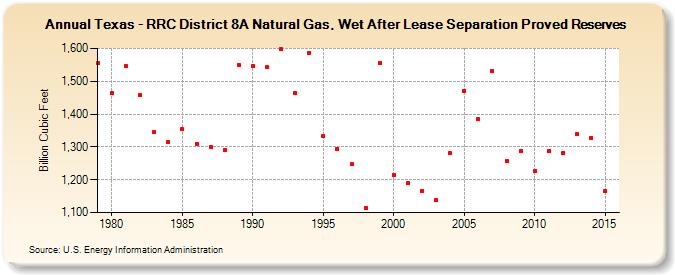 Annual Texas - RRC District 8A Natural Gas, Wet After Lease Separation Proved Reserves
Billion Cubic Feet
1,600
1,500
1,400
1,300
1,200
1,100
1980 1985 1990 1995 2000 2005 2010 2015
Source: U.S. Energy Information Administration